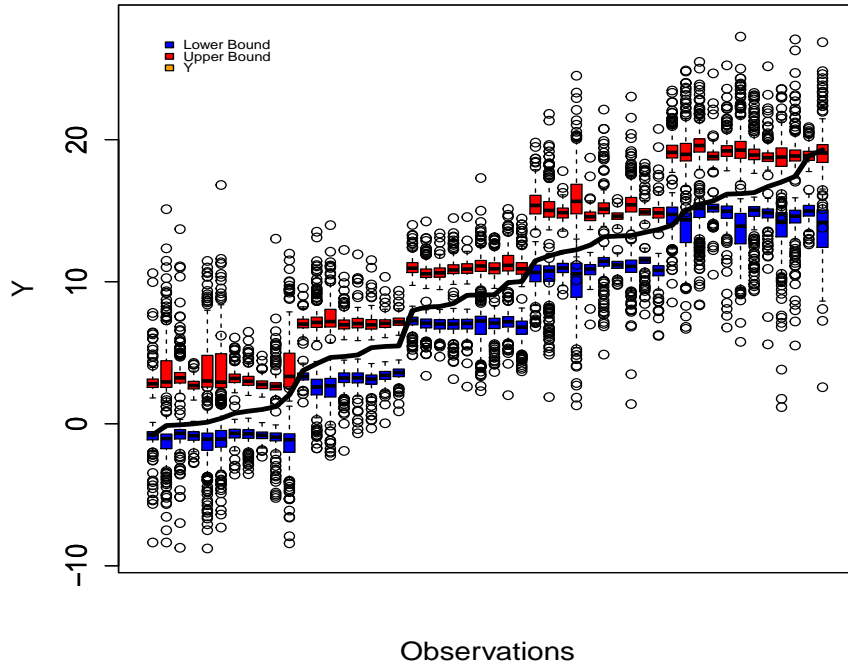 Lower Bound
Upper Bound
Y
20
10
0
−10
Y
Observations